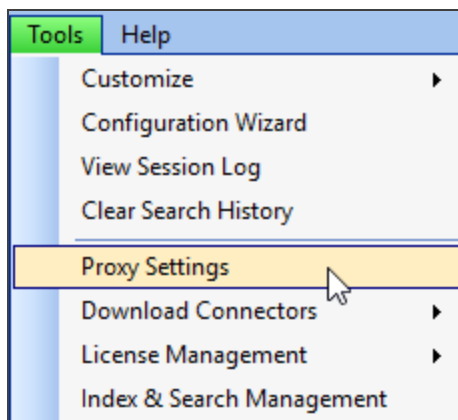 Tools Help
Customize
Configuration Wizard
View Session Log
Clear Search History
Proxy Settings
Download Connectors
License Management
Index & Search Management